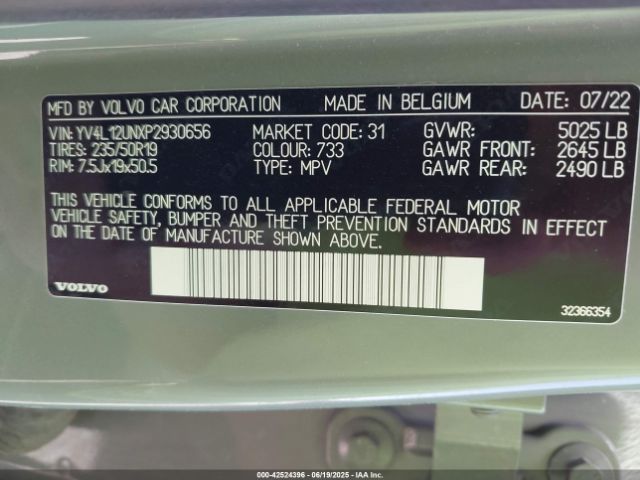 MFD BY VOLVO CAR CORPORATION MADE IN BELGIUM DATE: 07/22
VIN: YV4L12UNXP2930656 MARKET CODE: 31 GVWR: 5025 LB
TIRES: 235/50R19 COLOUR: 733 GAWR FRONT: 2645 LB
RIM: 7.5Jx19x50.5 TYPE: MPV GAWR REAR: 2490 LB
THIS VEHICLE CONFORMS TO ALL APPLICABLE FEDERAL MOTOR
VEHICLE SAFETY, BUMPER AND THEFT PREVENTION STANDARDS IN EFFECT
ON THE DATE OF MANUFACTURE SHOWN ABOVE.
VOLVO 32366354
000-42524396 - 06/19/2025 - IAAI.com